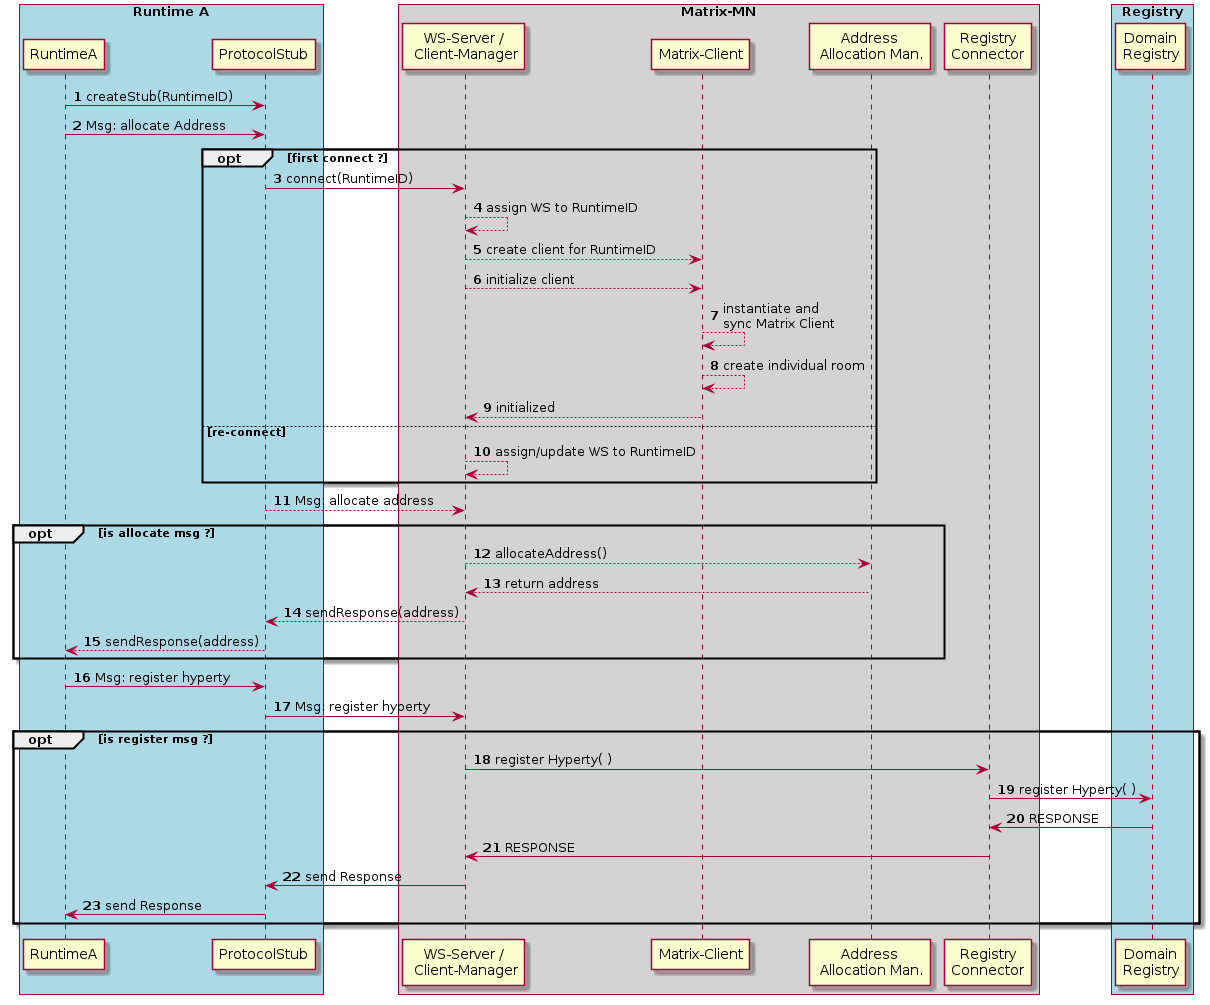 Runtime A
Matrix-MN
Registry
RuntimeA
ProtocolStub
WS-Server /
Client-Manager
Matrix-Client
Address
Allocation Man.
Registry
Connector
Domain
Registry
1 createStub(RuntimeID)
2 Msg: allocate Address
opt [first connect ?]
3 connect(RuntimeID)
4 assign WS to RuntimeID
5 create client for RuntimeID
6 initialize client
7 instantiate and
sync Matrix Client
8 create individual room
9 initialized
[re-connect]
10 assign/update WS to RuntimeID
11 Msg: allocate address
opt [is allocate msg ?]
12 allocateAddress()
13 return address
14 sendResponse(address)
15 sendResponse(address)
16 Msg: register hyperty
17 Msg: register hyperty
opt [is register msg ?]
18 register Hyperty( )
19 register Hyperty( )
20 RESPONSE
21 RESPONSE
22 send Response
23 send Response
RuntimeA
ProtocolStub
WS-Server /
Client-Manager
Matrix-Client
Address
Allocation Man.
Registry
Connector
Domain
Registry